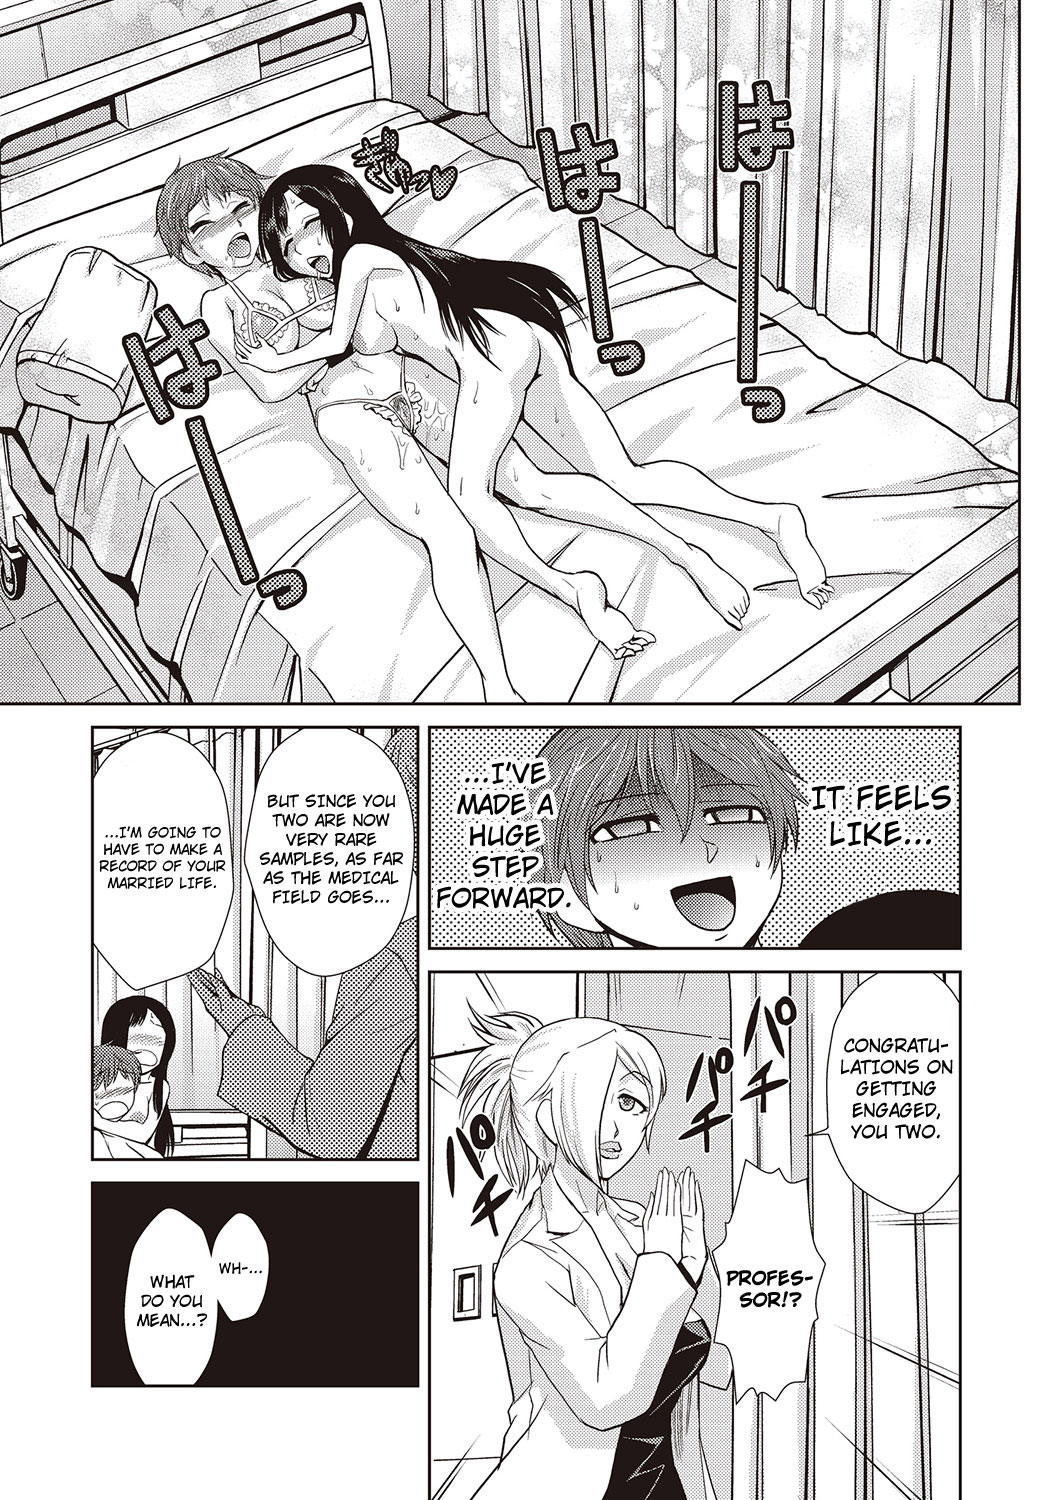 はーっ
はーっ
ぎゅっ♥
はーっ
IT FEELS
LIKE...
...I'VE
MADE A
HUGE
STEP
FORWARD.
BUT SINCE YOU
TWO ARE NOW
VERY RARE
SAMPLES, AS FAR
AS THE MEDICAL
FIELD GOES...
...I'M GOING TO
HAVE TO MAKE A
RECORD OF YOUR
MARRIED LIFE.
CONGRATU-
LATIONS ON
GETTING
ENGAGED,
YOU TWO.
パチ
パチ
パチ
PROFES-
SOR!?
WH-...
WHAT
DO YOU
MEAN...?